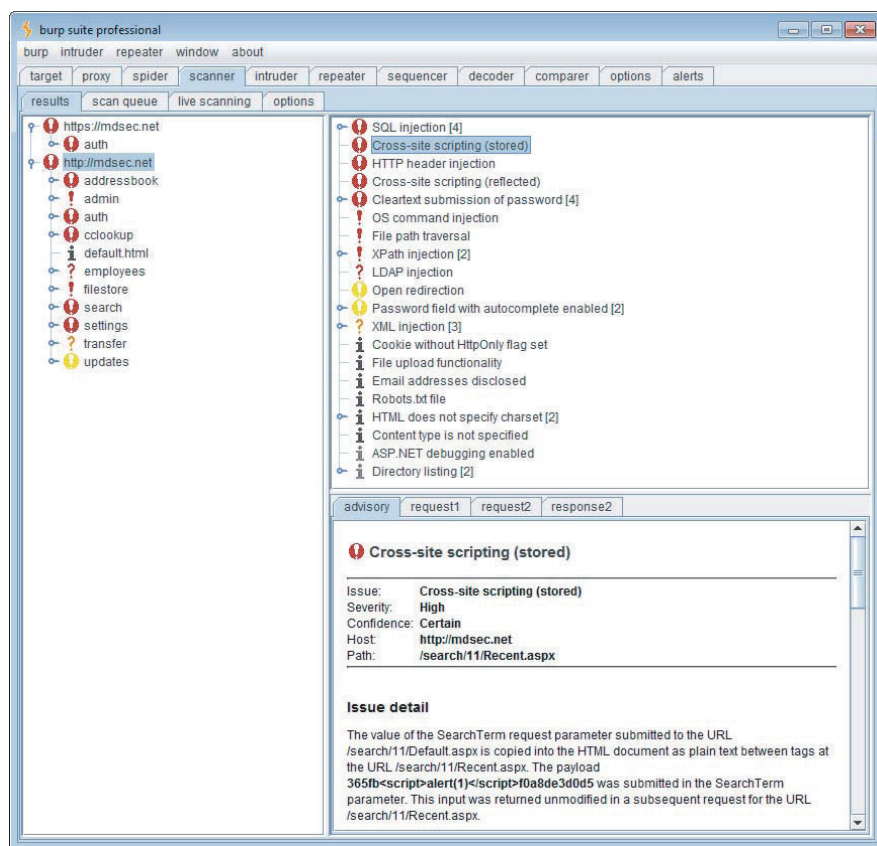 burp suite professional
burp intruder repeater window about
target proxy spider scanner intruder repeater sequencer decoder comparer options alerts
results scan queue live scanning options
https://mdsec.net
auth
http://mdsec.net
addressbook
admin
auth
cclookup
default.html
employees
filestore
search
settings
transfer
updates
SQL injection [4]
Cross-site scripting (stored)
HTTP header injection
Cross-site scripting (reflected)
Cleartext submission of password [4]
OS command injection
File path traversal
XPath injection [2]
LDAP injection
Open redirection
Password field with autocomplete enabled [2]
XML injection [3]
Cookie without HttpOnly flag set
File upload functionality
Email addresses disclosed
Robots.txt file
HTML does not specify charset [2]
Content type is not specified
ASP.NET debugging enabled
Directory listing [2]
advisory request1 request2 response2
Cross-site scripting (stored)
Issue: Cross-site scripting (stored)
Severity: High
Confidence: Certain
Host: http://mdsec.net
Path: /search/11/Recent.aspx
Issue detail
The value of the SearchTerm request parameter submitted to the URL
/search/11/Default.aspx is copied into the HTML document as plain text between tags at
the URL /search/11/Recent.aspx. The payload
365fb<script>alert(1)</script>f0a8de3d0d5 was submitted in the SearchTerm
parameter. This input was returned unmodified in a subsequent request for the URL
/search/11/Recent.aspx.